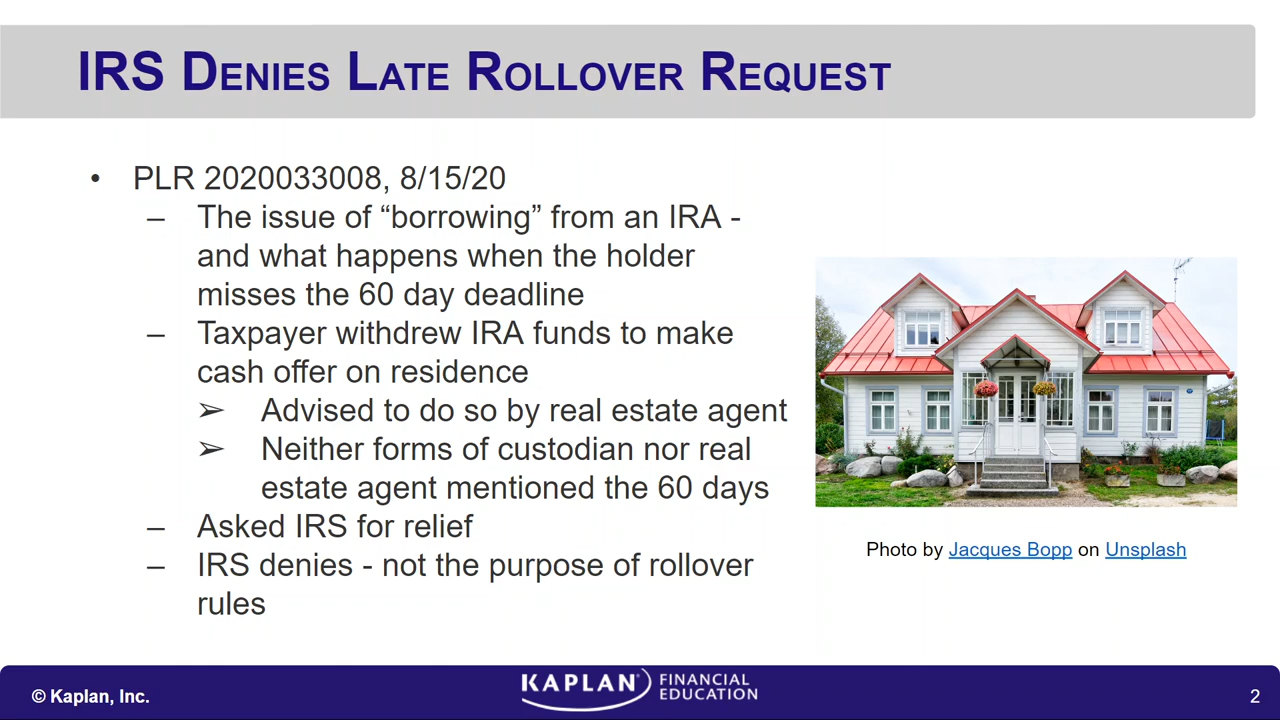 IRS DENIES LATE ROLLOVER REQUEST
• PLR 2020033008, 8/15/20
– The issue of “borrowing” from an IRA -
and what happens when the holder
misses the 60 day deadline
– Taxpayer withdrew IRA funds to make
cash offer on residence
➢ Advised to do so by real estate agent
➢ Neither forms of custodian nor real
estate agent mentioned the 60 days
– Asked IRS for relief
– IRS denies - not the purpose of rollover
rules
Photo by Jacques Bopp on Unsplash
© Kaplan, Inc.
KAPLAN
FINANCIAL
EDUCATION
2